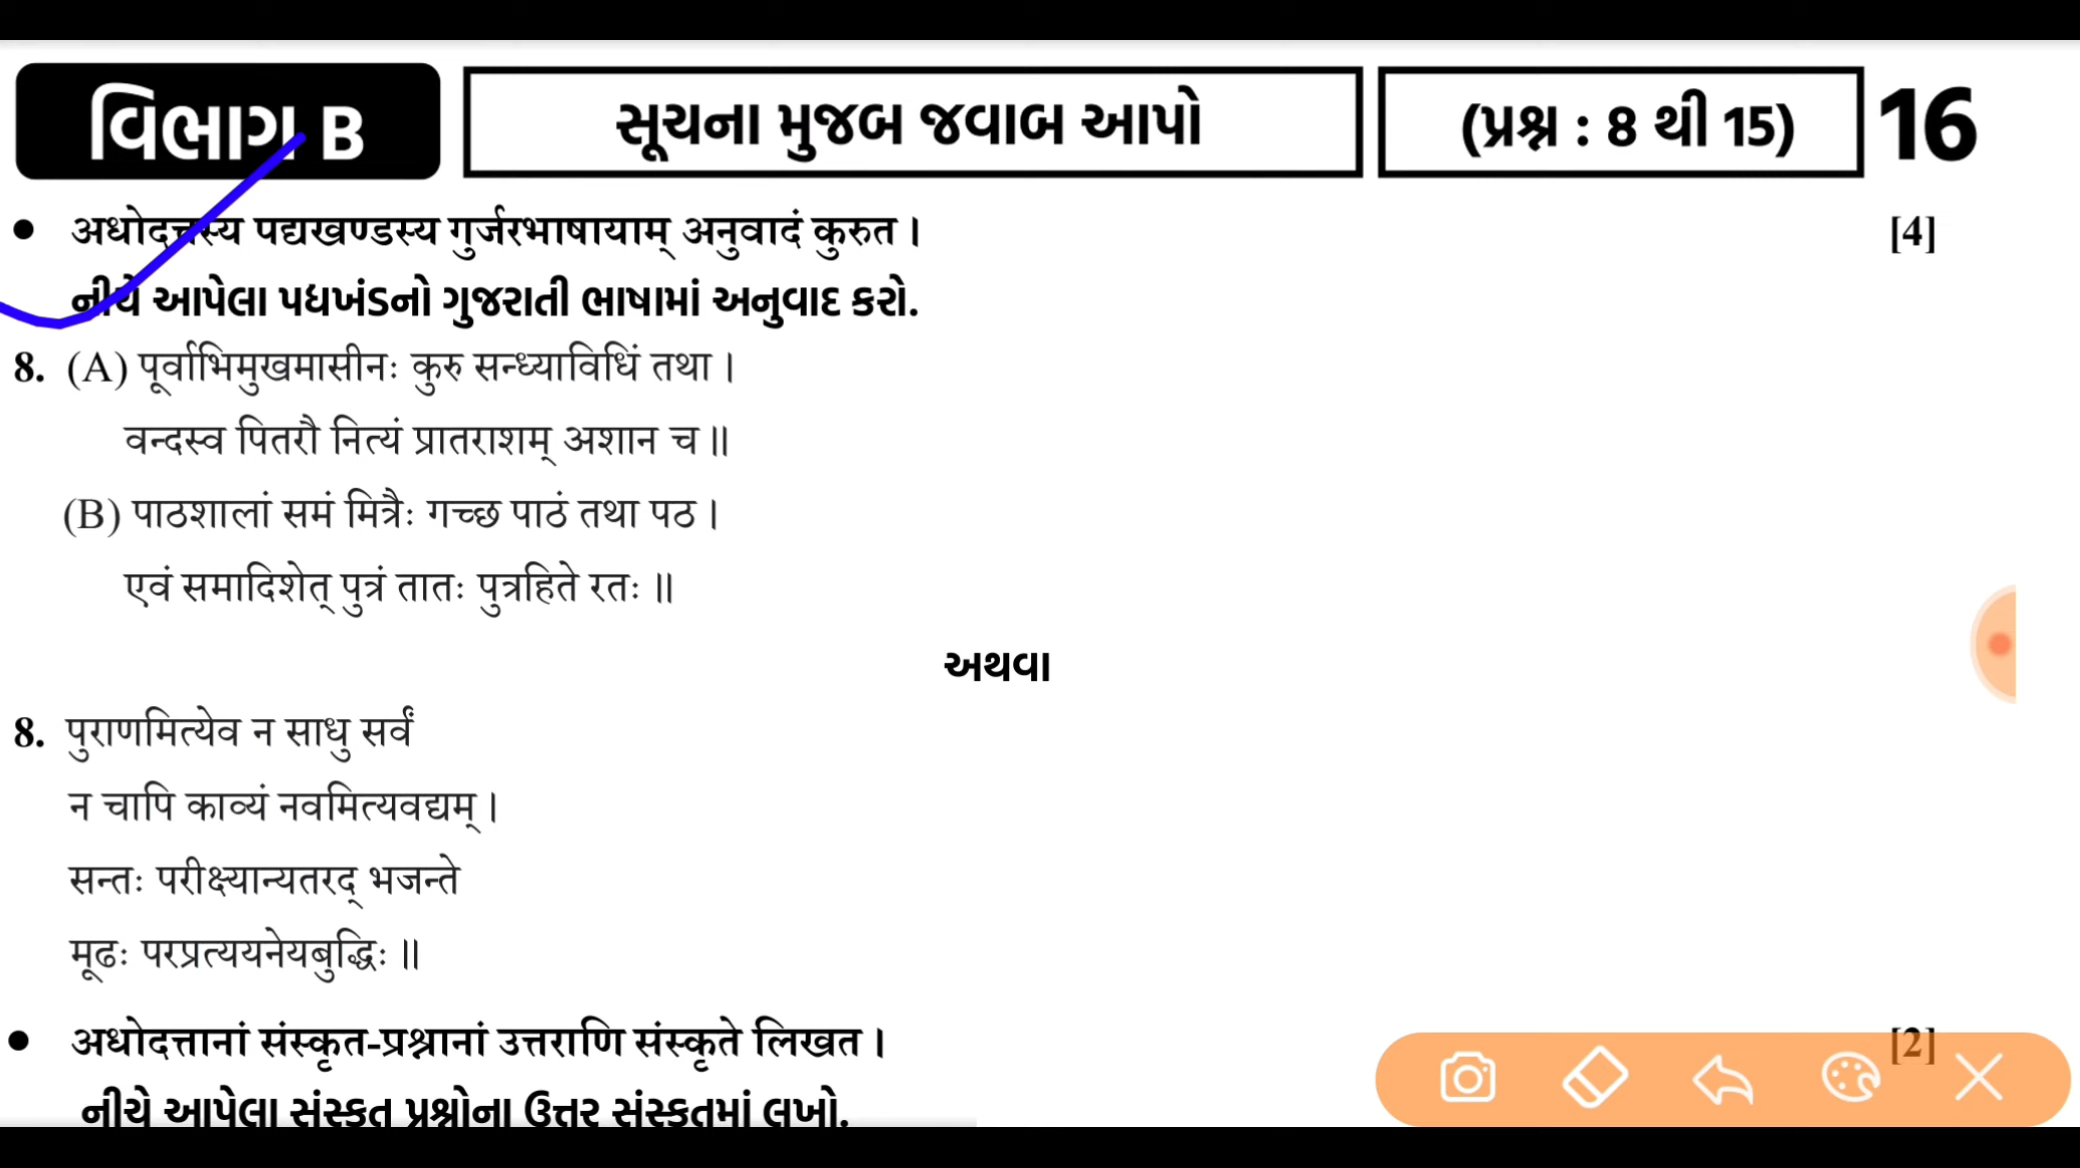 વિભાગ B
સૂચના મુજબ જવાબ આપો
(પ્રશ્ન : 8 થી 15)
16
• अधोदत्तस्य पद्यखण्डस्य गुर्जरभाषायाम् अनुवादं कुरुत । [4]
નીચે આપેલા પદ્યખંડનો ગુજરાતી ભાષામાં અનુવાદ કરો.
8. (A) पूर्वाभिमुखमासीनः कुरु सन्ध्याविधिं तथा ।
वन्दस्व पितरौ नित्यं प्रातराशम् अशान च ॥
(B) पाठशालां समं मित्रैः गच्छ पाठं तथा पठ ।
एवं समादिशेत् पुत्रं तातः पुत्रहिते रतः ॥
અથવા
8. पुराणमित्येव न साधु सर्वं
न चापि काव्यं नवमित्यवद्यम् ।
सन्तः परीक्ष्यान्यतरद् भजन्ते
मूढः परप्रत्ययनेयबुद्धिः ॥
• अधोदत्तानां संस्कृत-प्रश्नानां उत्तराणि संस्कृते लिखत । [2]
નીચે આપેલા સંસ્કૃત પ્રશ્નોના ઉત્તર સંસ્કૃતમાં લખો.